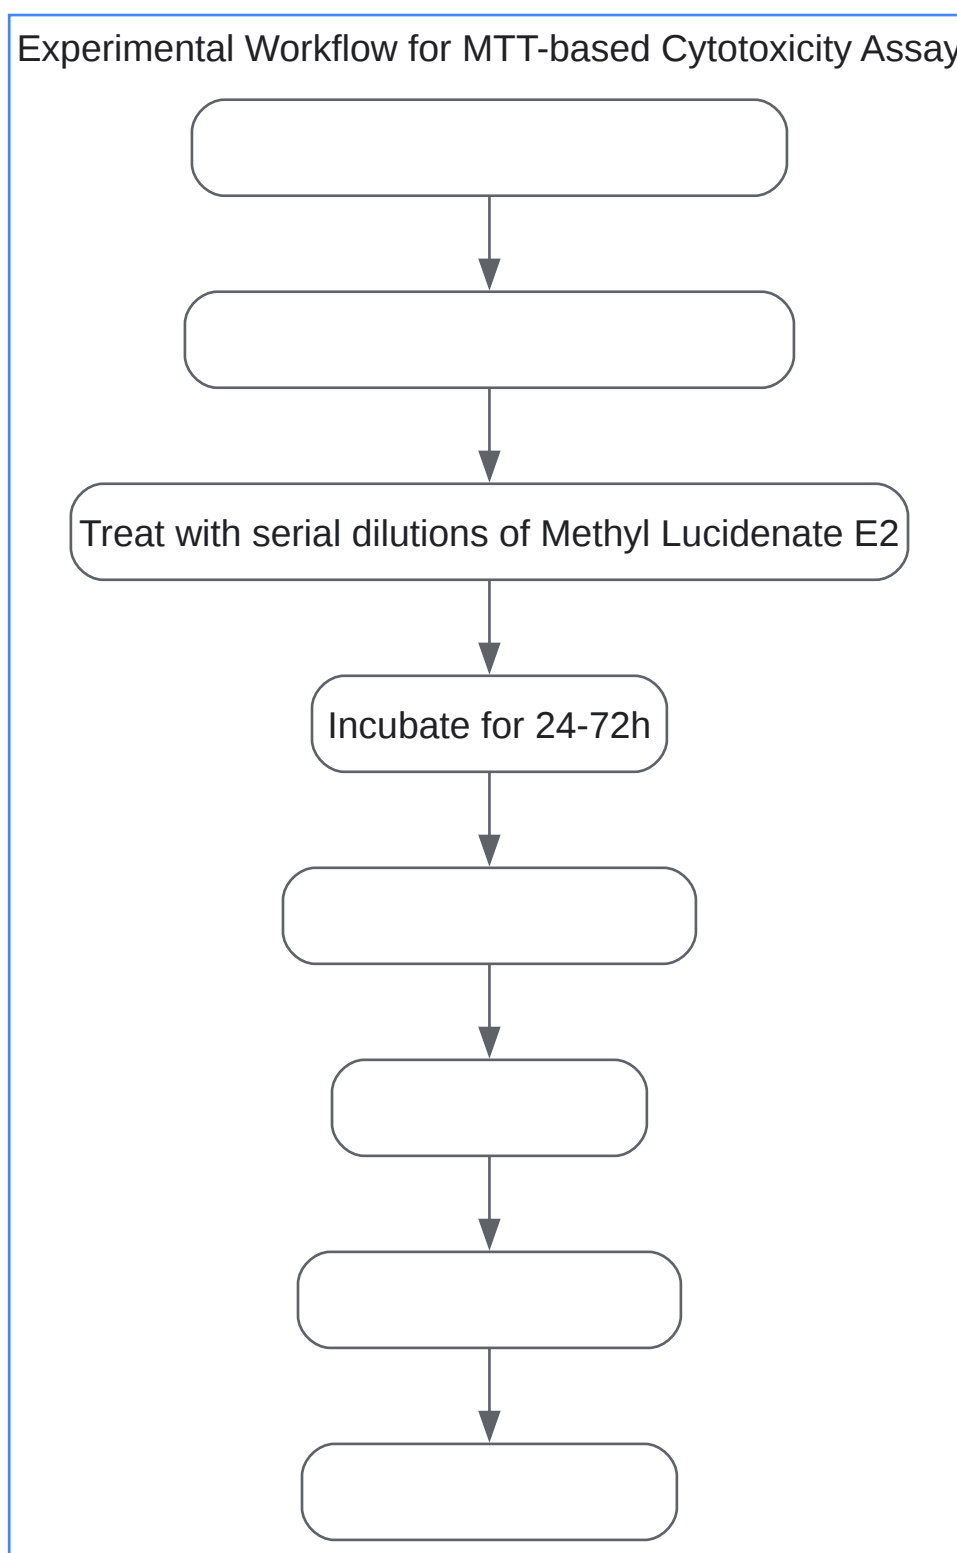 Experimental Workflow for MTT-based Cytotoxicity Assay
Treat with serial dilutions of Methyl Lucidenate E2
Incubate for 24-72h